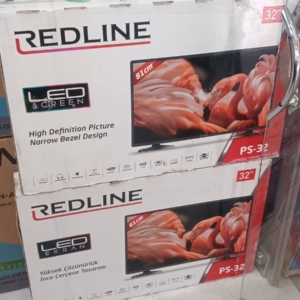 REDLINE
32"
81cm
LED
SCREEN
High Definition Picture
Narrow Bezel Design
PS-32
REDLINE
32"
81cm
LED
EKRAN
Yüksek Çözünürlük
İnce Çerçeve Tasarımı
PS-32